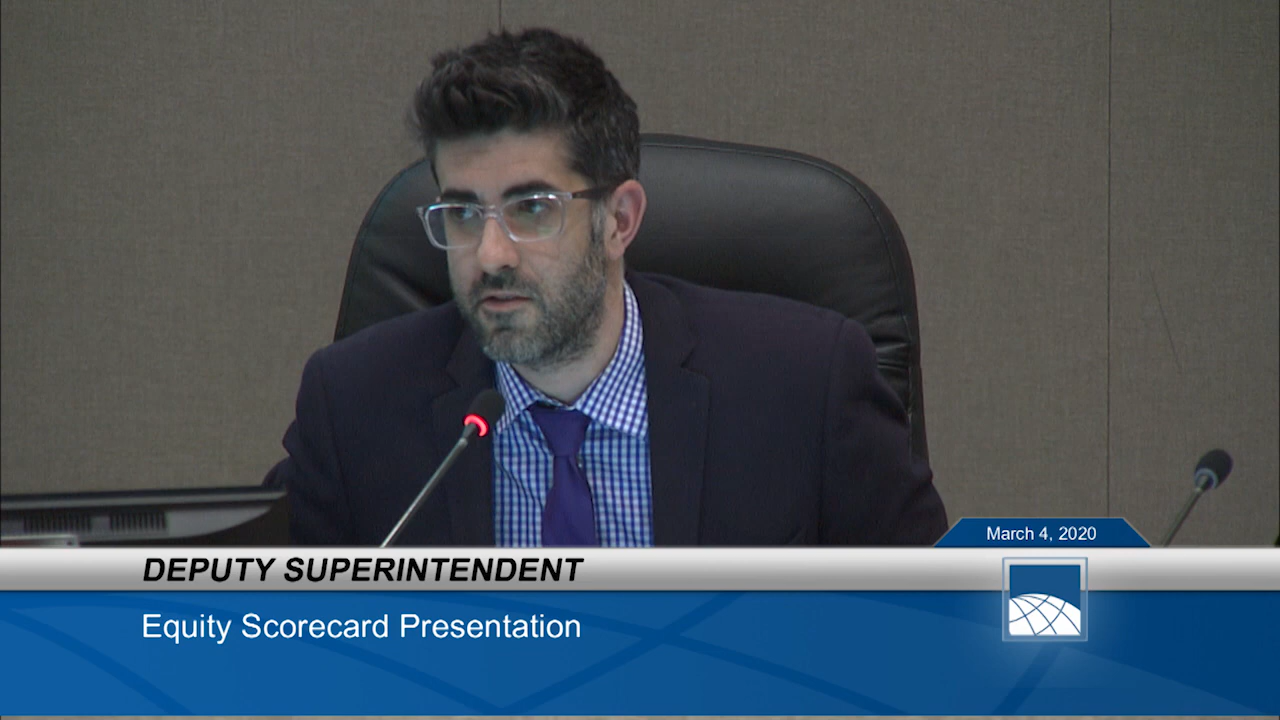 March 4, 2020
DEPUTY SUPERINTENDENT
Equity Scorecard Presentation